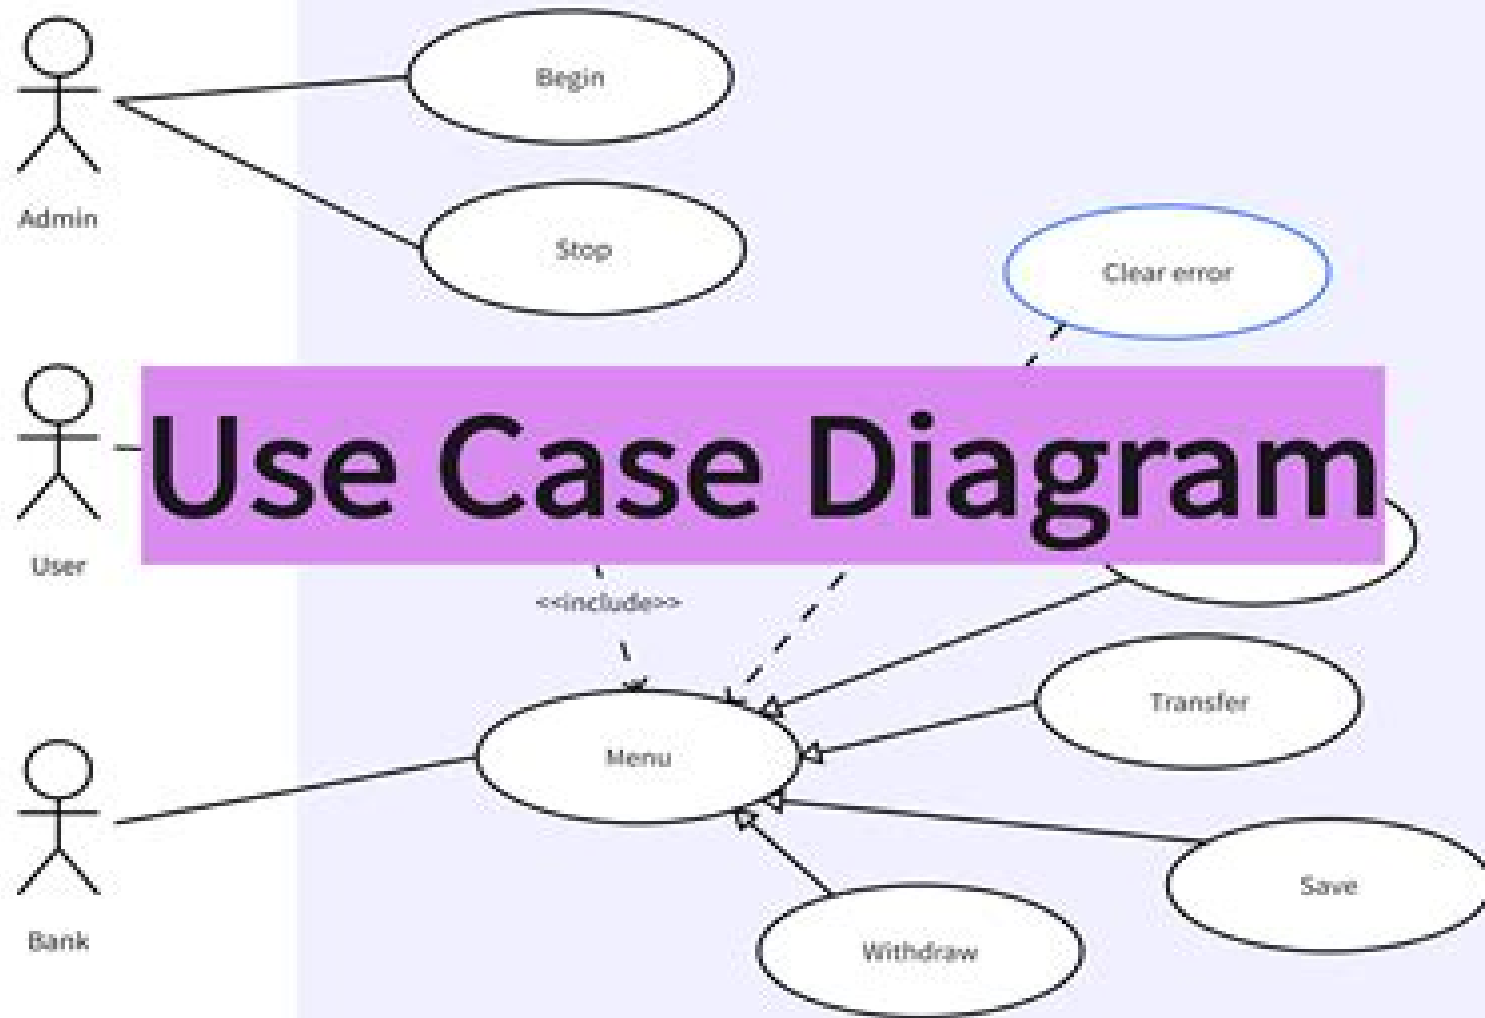 Begin
Admin
Stop
Clear error
Use Case Diagram
User
<<include>>
Transfer
Menu
Save
Bank
Withdraw